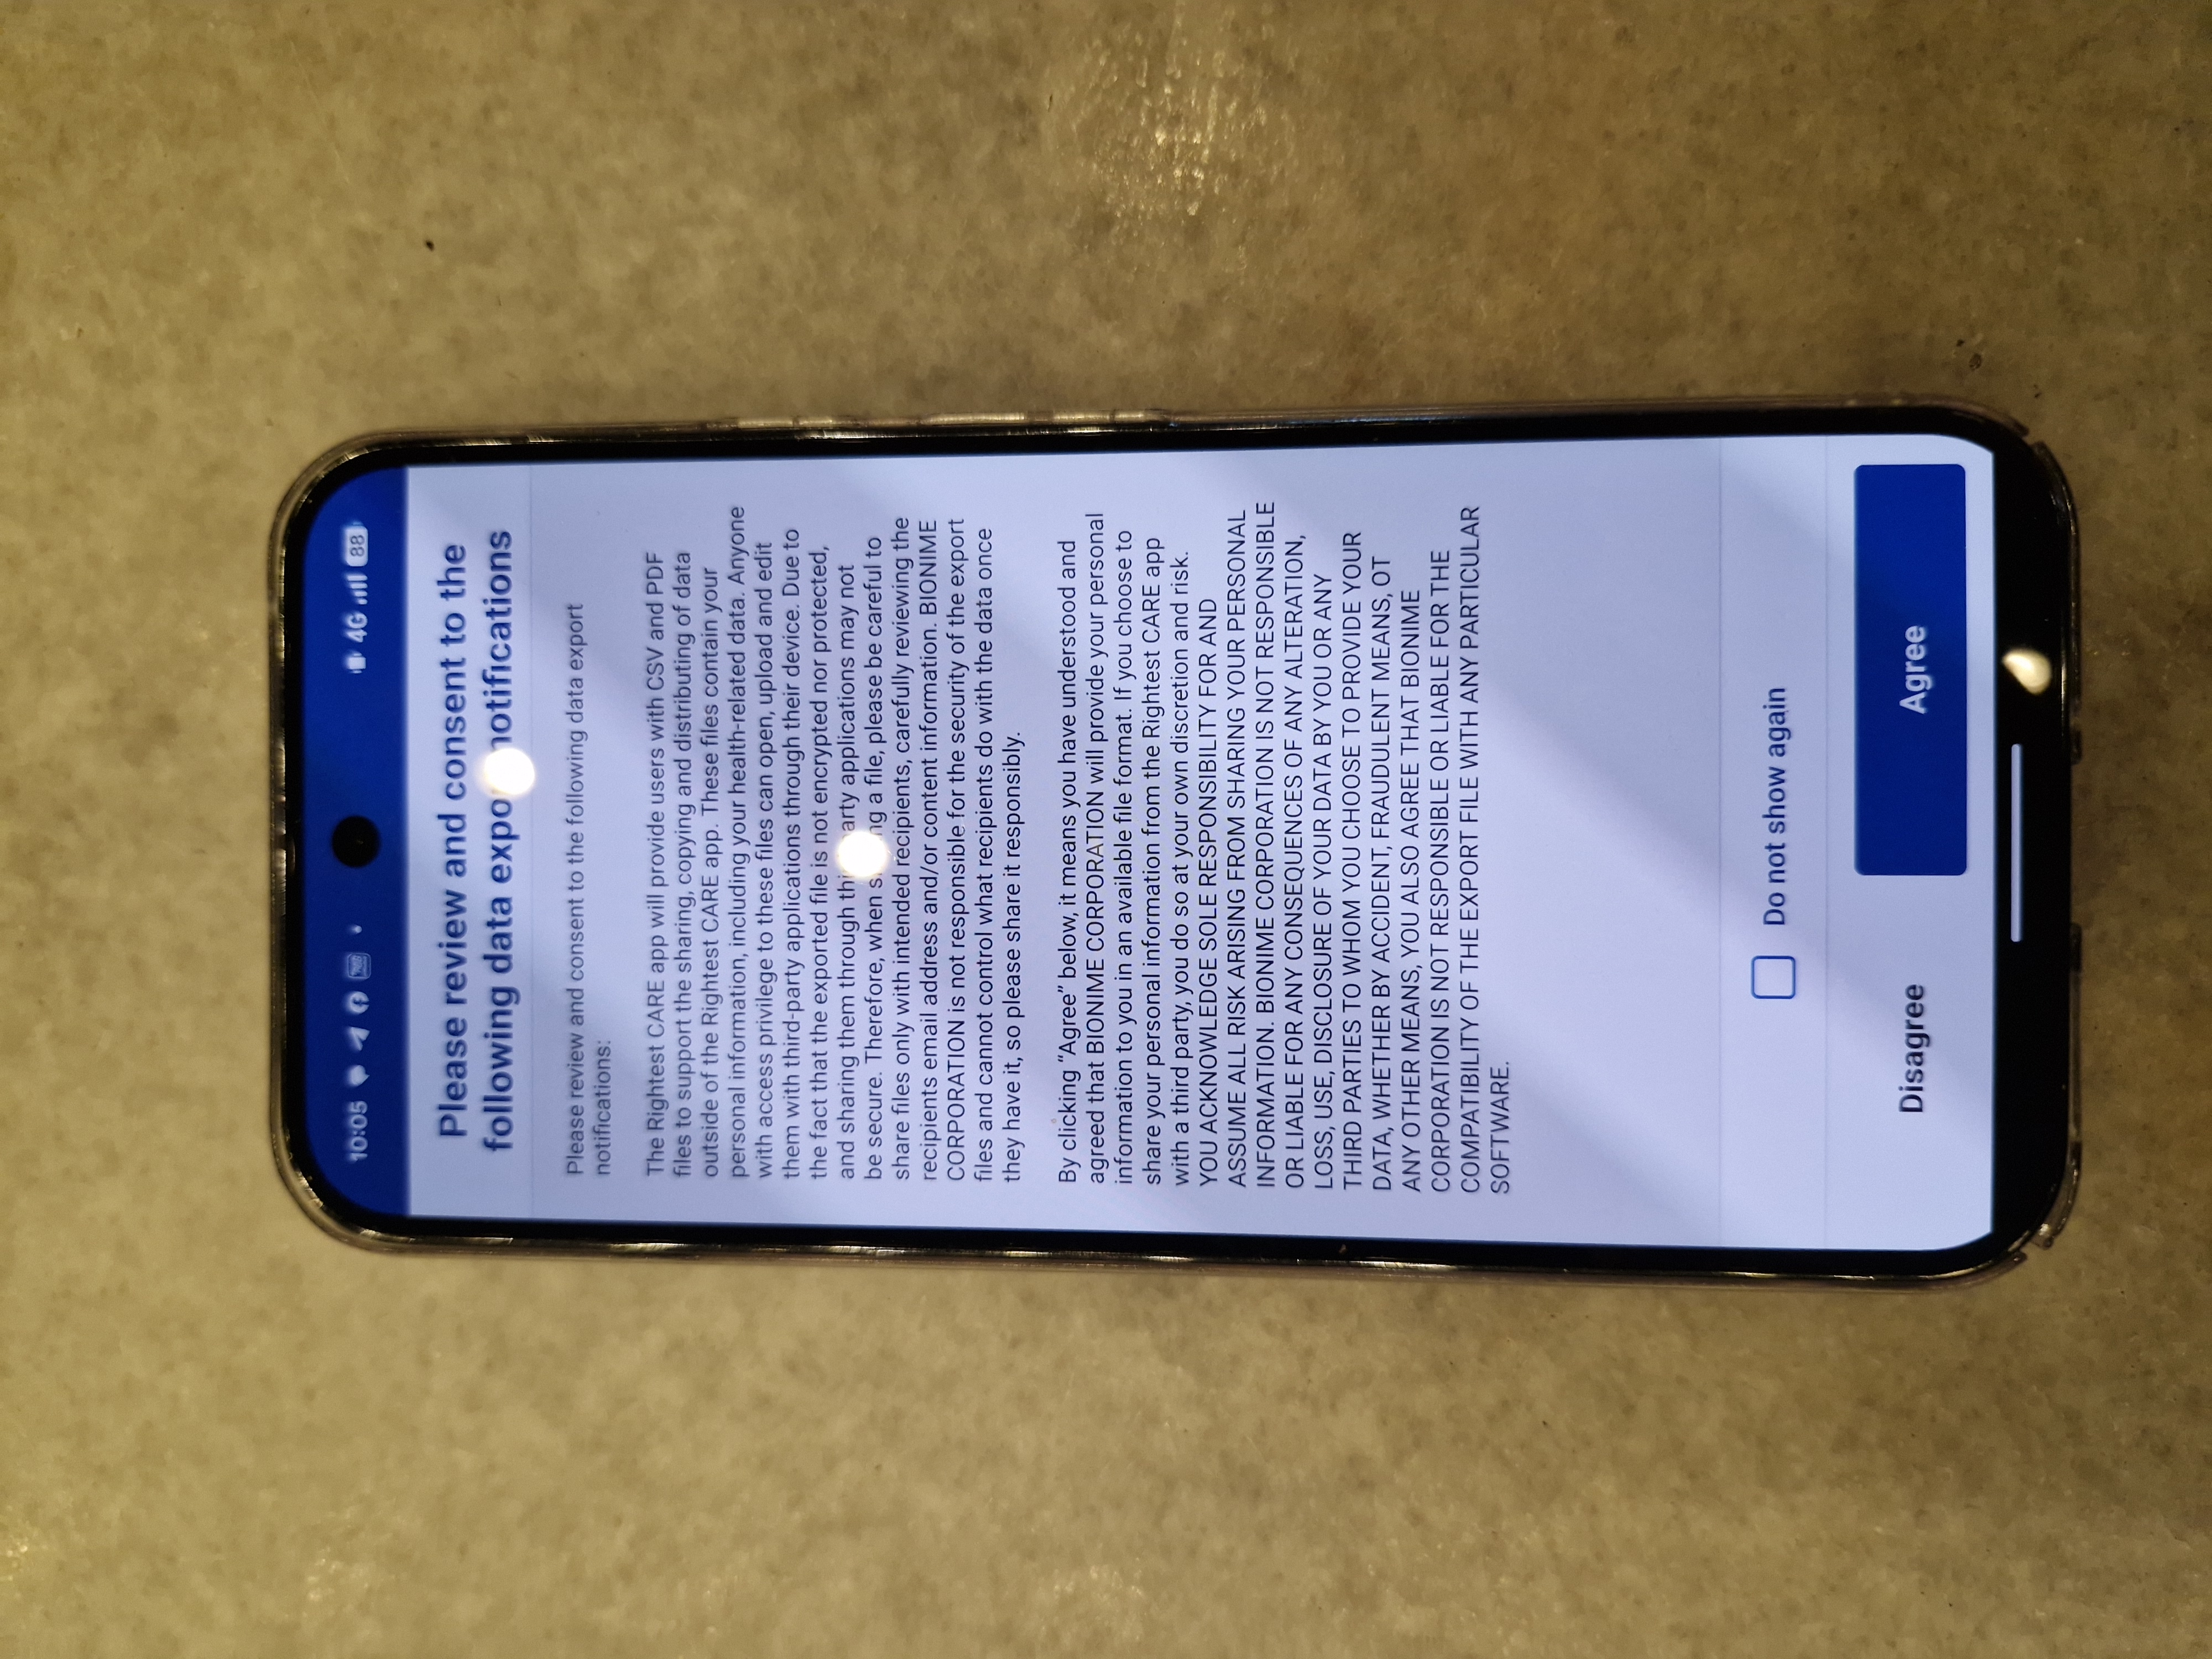 10:05 4G 88
Please review and consent to the
following data notifications
Please review and consent to the following data export
notifications:
The Rightest CARE app will provide users with CSV and PDF
files to support the sharing, copying and distributing of data
outside of the Rightest CARE app. These files contain your
personal information, including your health-related data. Anyone
with access privilege to these files can open, upload and edit
them with third-party applications through their device. Due to
the fact that the exported file is not encrypted nor protected,
and sharing them through applications may not
be secure. Therefore, when a file, please be careful to
share files only with intended recipients, carefully reviewing the
recipients email address and/or content information. BIONIME
CORPORATION is not responsible for the security of the export
files and cannot control what recipients do with the data once
they have it, so please share it responsibly.
By clicking “Agree” below, it means you have understood and
agreed that BIONIME CORPORATION will provide your personal
information to you in an available file format. If you choose to
share your personal information from the Rightest CARE app
with a third party, you do so at your own discretion and risk.
YOU ACKNOWLEDGE SOLE RESPONSIBILITY FOR AND
ASSUME ALL RISK ARISING FROM SHARING YOUR PERSONAL
INFORMATION. BIONIME CORPORATION IS NOT RESPONSIBLE
OR LIABLE FOR ANY CONSEQUENCES OF ANY ALTERATION,
LOSS, USE, DISCLOSURE OF YOUR DATA BY YOU OR ANY
THIRD PARTIES TO WHOM YOU CHOOSE TO PROVIDE YOUR
DATA, WHETHER BY ACCIDENT, FRAUDULENT MEANS, OT
ANY OTHER MEANS, YOU ALSO AGREE THAT BIONIME
CORPORATION IS NOT RESPONSIBLE OR LIABLE FOR THE
COMPATIBILITY OF THE EXPORT FILE WITH ANY PARTICULAR
SOFTWARE.
Do not show again
Disagree
Agree